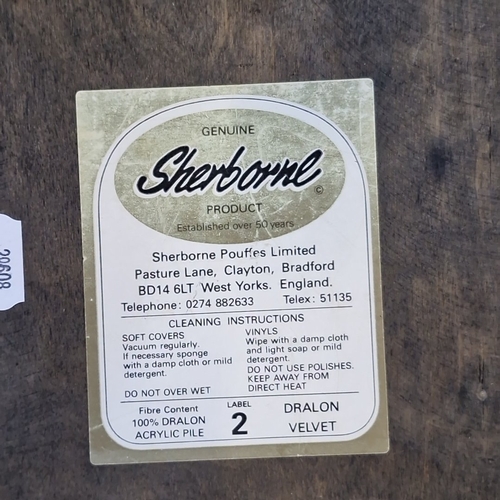 GENUINE
Sherborne
©
PRODUCT
Established over 50 years
Sherborne Pouffes Limited
Pasture Lane, Clayton, Bradford
BD14 6LT West Yorks. England.
Telephone: 0274 882633 Telex: 51135
CLEANING INSTRUCTIONS
SOFT COVERS
Vacuum regularly.
If necessary sponge
with a damp cloth or mild
detergent.
DO NOT OVER WET
VINYLS
Wipe with a damp cloth
and light soap or mild
detergent.
DO NOT USE POLISHES.
KEEP AWAY FROM
DIRECT HEAT
Fibre Content
100% DRALON
ACRYLIC PILE
LABEL
2
DRALON
VELVET